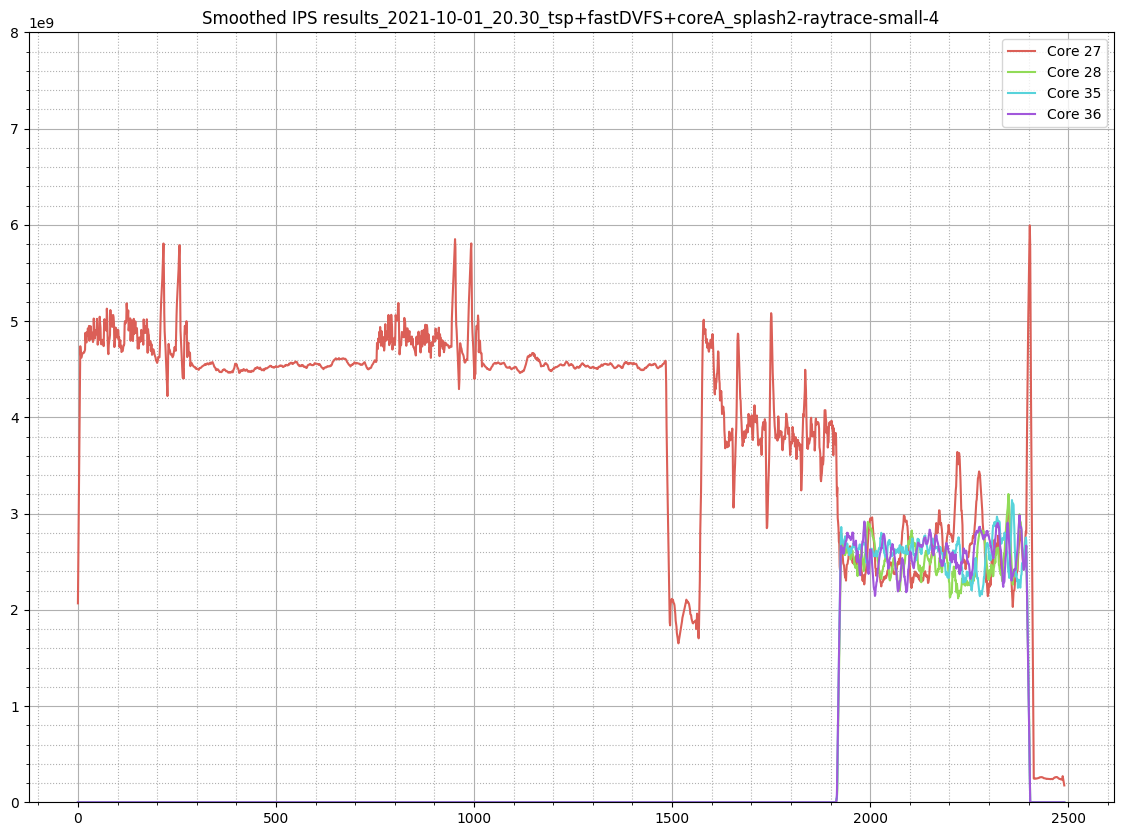 Smoothed IPS results_2021-10-01_20.30_tsp+fastDVFS+coreA_splash2-raytrace-small-4
1e9
8
7
6
5
4
3
2
1
0
Core 27
Core 28
Core 35
Core 36
0 500 1000 1500 2000 2500